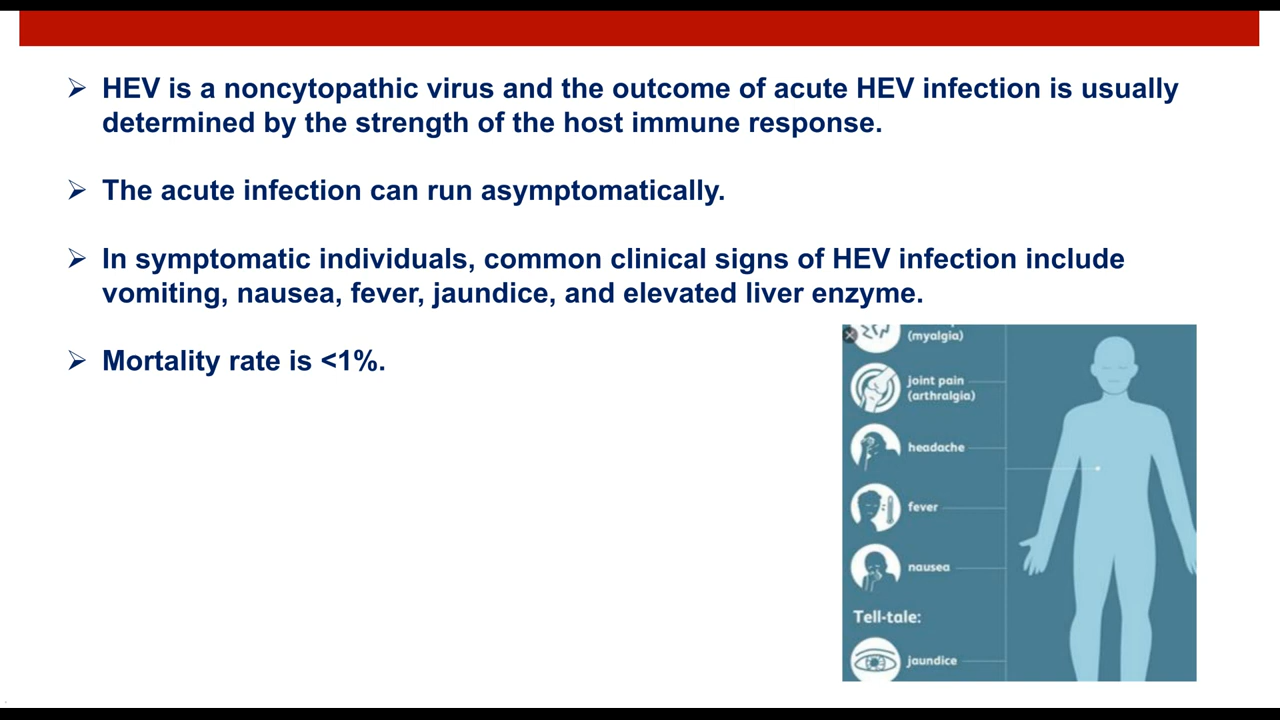 ➢ HEV is a noncytopathic virus and the outcome of acute HEV infection is usually
determined by the strength of the host immune response.
➢ The acute infection can run asymptomatically.
➢ In symptomatic individuals, common clinical signs of HEV infection include
vomiting, nausea, fever, jaundice, and elevated liver enzyme.
➢ Mortality rate is <1%.
(myalgia)
joint pain
(arthralgia)
headache
fever
nausea
Tell-tale:
jaundice